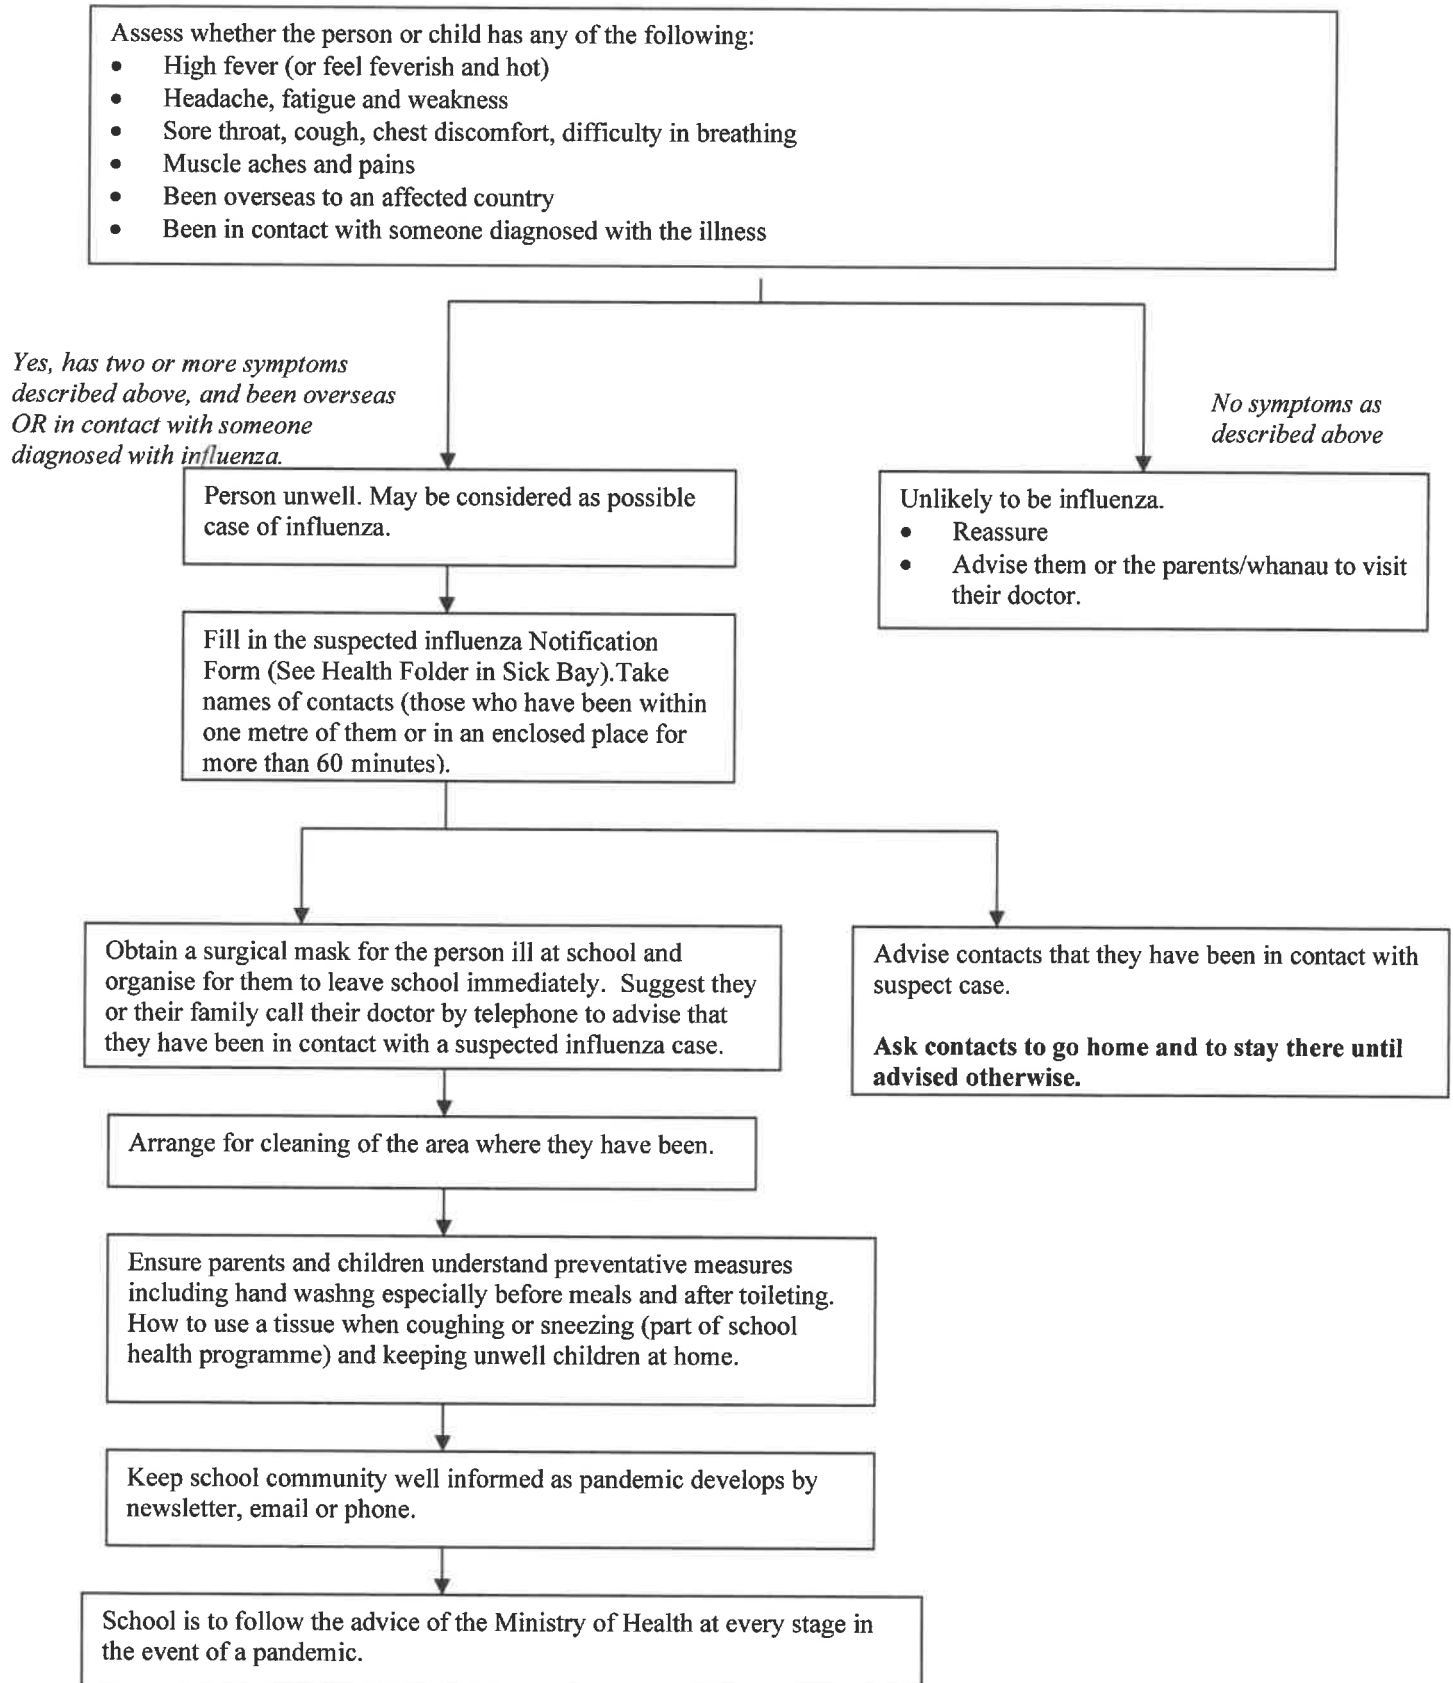 Assess whether the person or child has any of the following:
• High fever (or feel feverish and hot)
• Headache, fatigue and weakness
• Sore throat, cough, chest discomfort, difficulty in breathing
• Muscle aches and pains
• Been overseas to an affected country
• Been in contact with someone diagnosed with the illness
Yes, has two or more symptoms
described above, and been overseas
OR in contact with someone
diagnosed with influenza.
No symptoms as
described above
Person unwell. May be considered as possible
case of influenza.
Unlikely to be influenza.
• Reassure
• Advise them or the parents/whanau to visit
their doctor.
Fill in the suspected influenza Notification
Form (See Health Folder in Sick Bay).Take
names of contacts (those who have been within
one metre of them or in an enclosed place for
more than 60 minutes).
Obtain a surgical mask for the person ill at school and
organise for them to leave school immediately. Suggest they
or their family call their doctor by telephone to advise that
they have been in contact with a suspected influenza case.
Advise contacts that they have been in contact with
suspect case.
Ask contacts to go home and to stay there until
advised otherwise.
Arrange for cleaning of the area where they have been.
Ensure parents and children understand preventative measures
including hand washng especially before meals and after toileting.
How to use a tissue when coughing or sneezing (part of school
health programme) and keeping unwell children at home.
Keep school community well informed as pandemic develops by
newsletter, email or phone.
School is to follow the advice of the Ministry of Health at every stage in
the event of a pandemic.